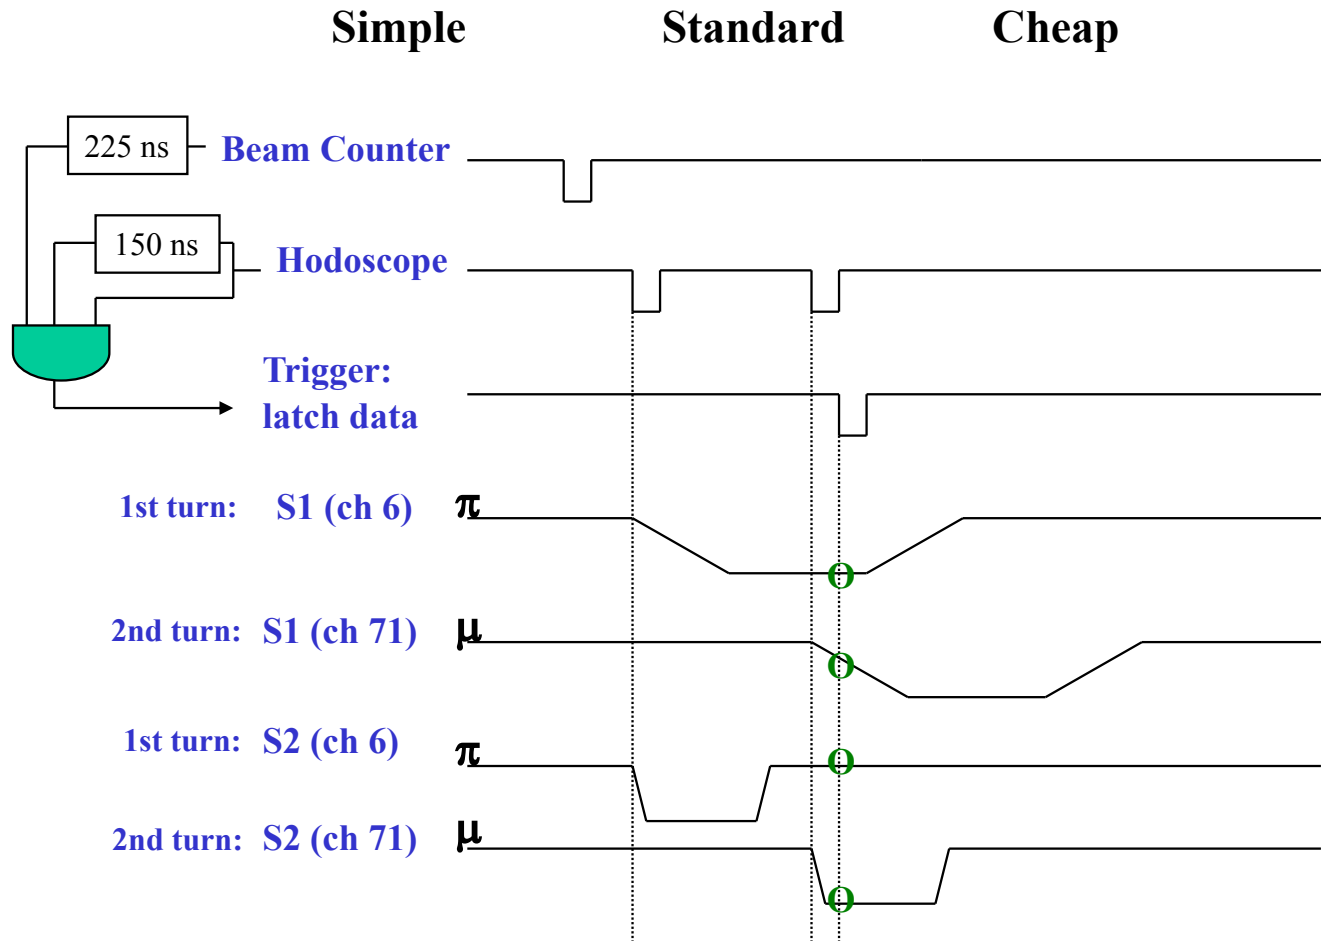 Simple Standard Cheap
225 ns Beam Counter
150 ns Hodoscope
Trigger:
latch data
1st turn: S1 (ch 6) π
2nd turn: S1 (ch 71) μ
1st turn: S2 (ch 6) π
2nd turn: S2 (ch 71) μ